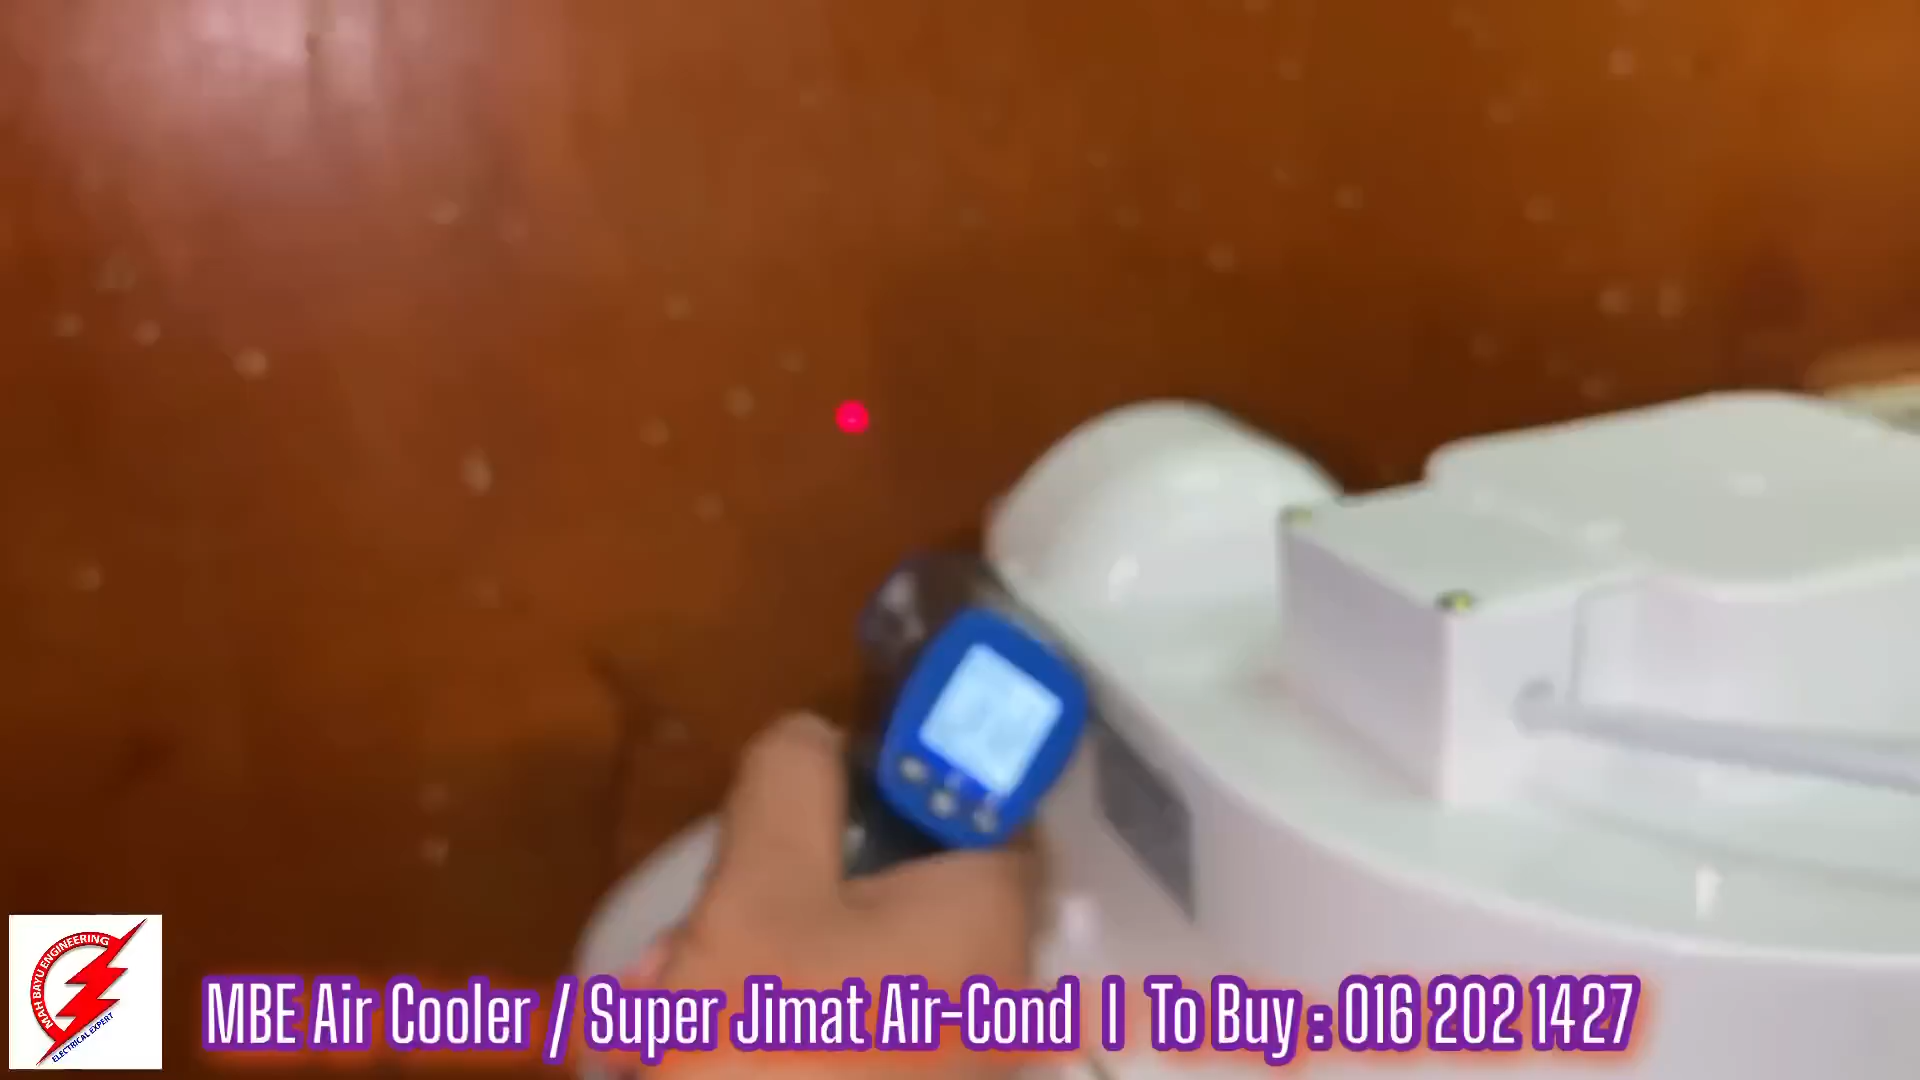 MAH BAYU ENGINEERING
ELECTRICAL EXPERT
MBE Air Cooler / Super Jimat Air-Cond | To Buy : 016 202 1427